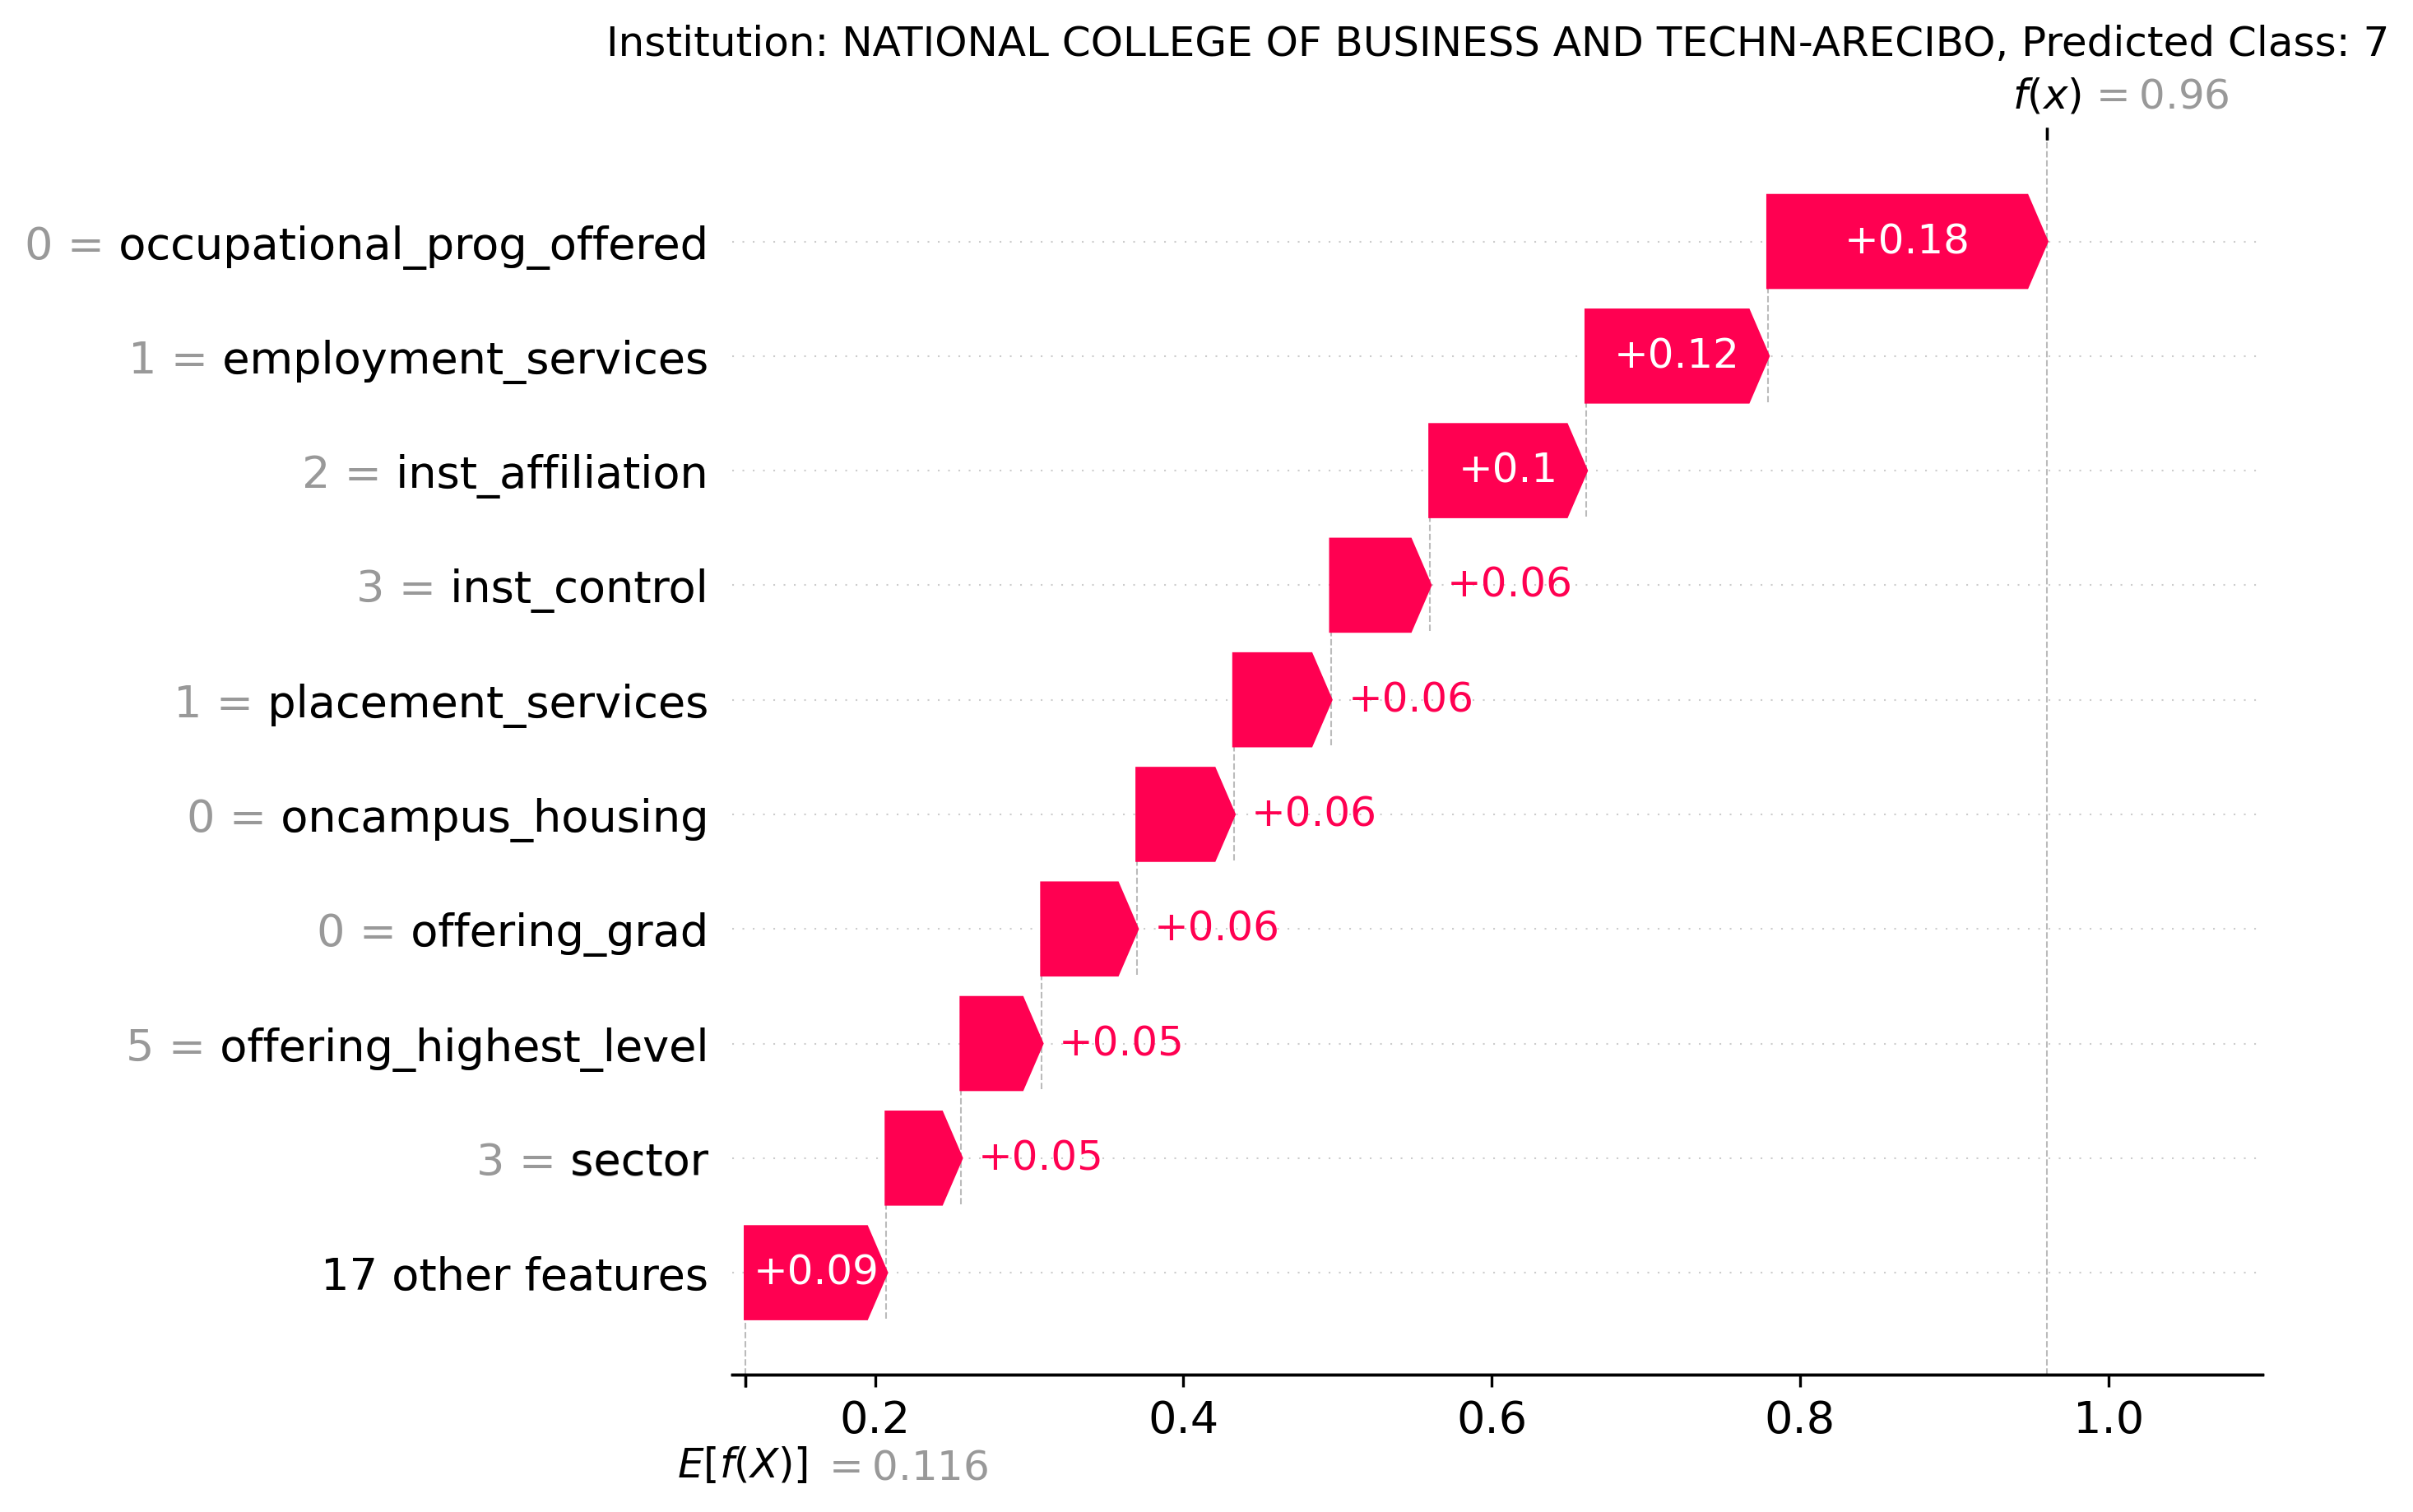 Institution: NATIONAL COLLEGE OF BUSINESS AND TECHN-ARECIBO, Predicted Class: 7
f(x) = 0.96
0 = occupational_prog_offered +0.18
1 = employment_services +0.12
2 = inst_affiliation +0.1
3 = inst_control +0.06
1 = placement_services +0.06
0 = oncampus_housing +0.06
0 = offering_grad +0.06
5 = offering_highest_level +0.05
3 = sector +0.05
17 other features +0.09
0.2 0.4 0.6 0.8 1.0
E[f(X)] = 0.116